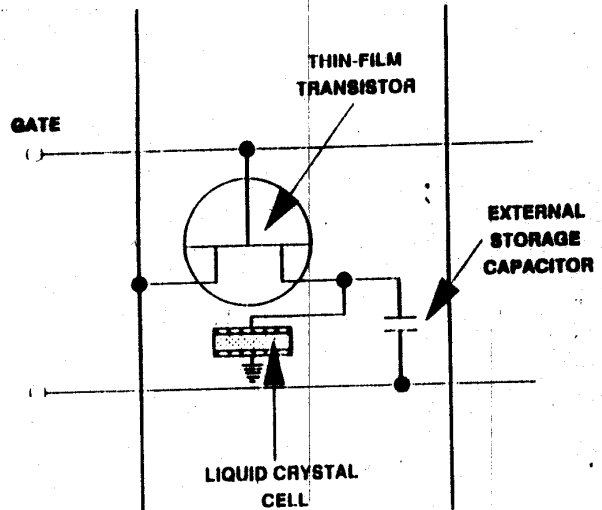 THIN-FILM
TRANSISTOR
GATE
EXTERNAL
STORAGE
CAPACITOR
LIQUID CRYSTAL
CELL